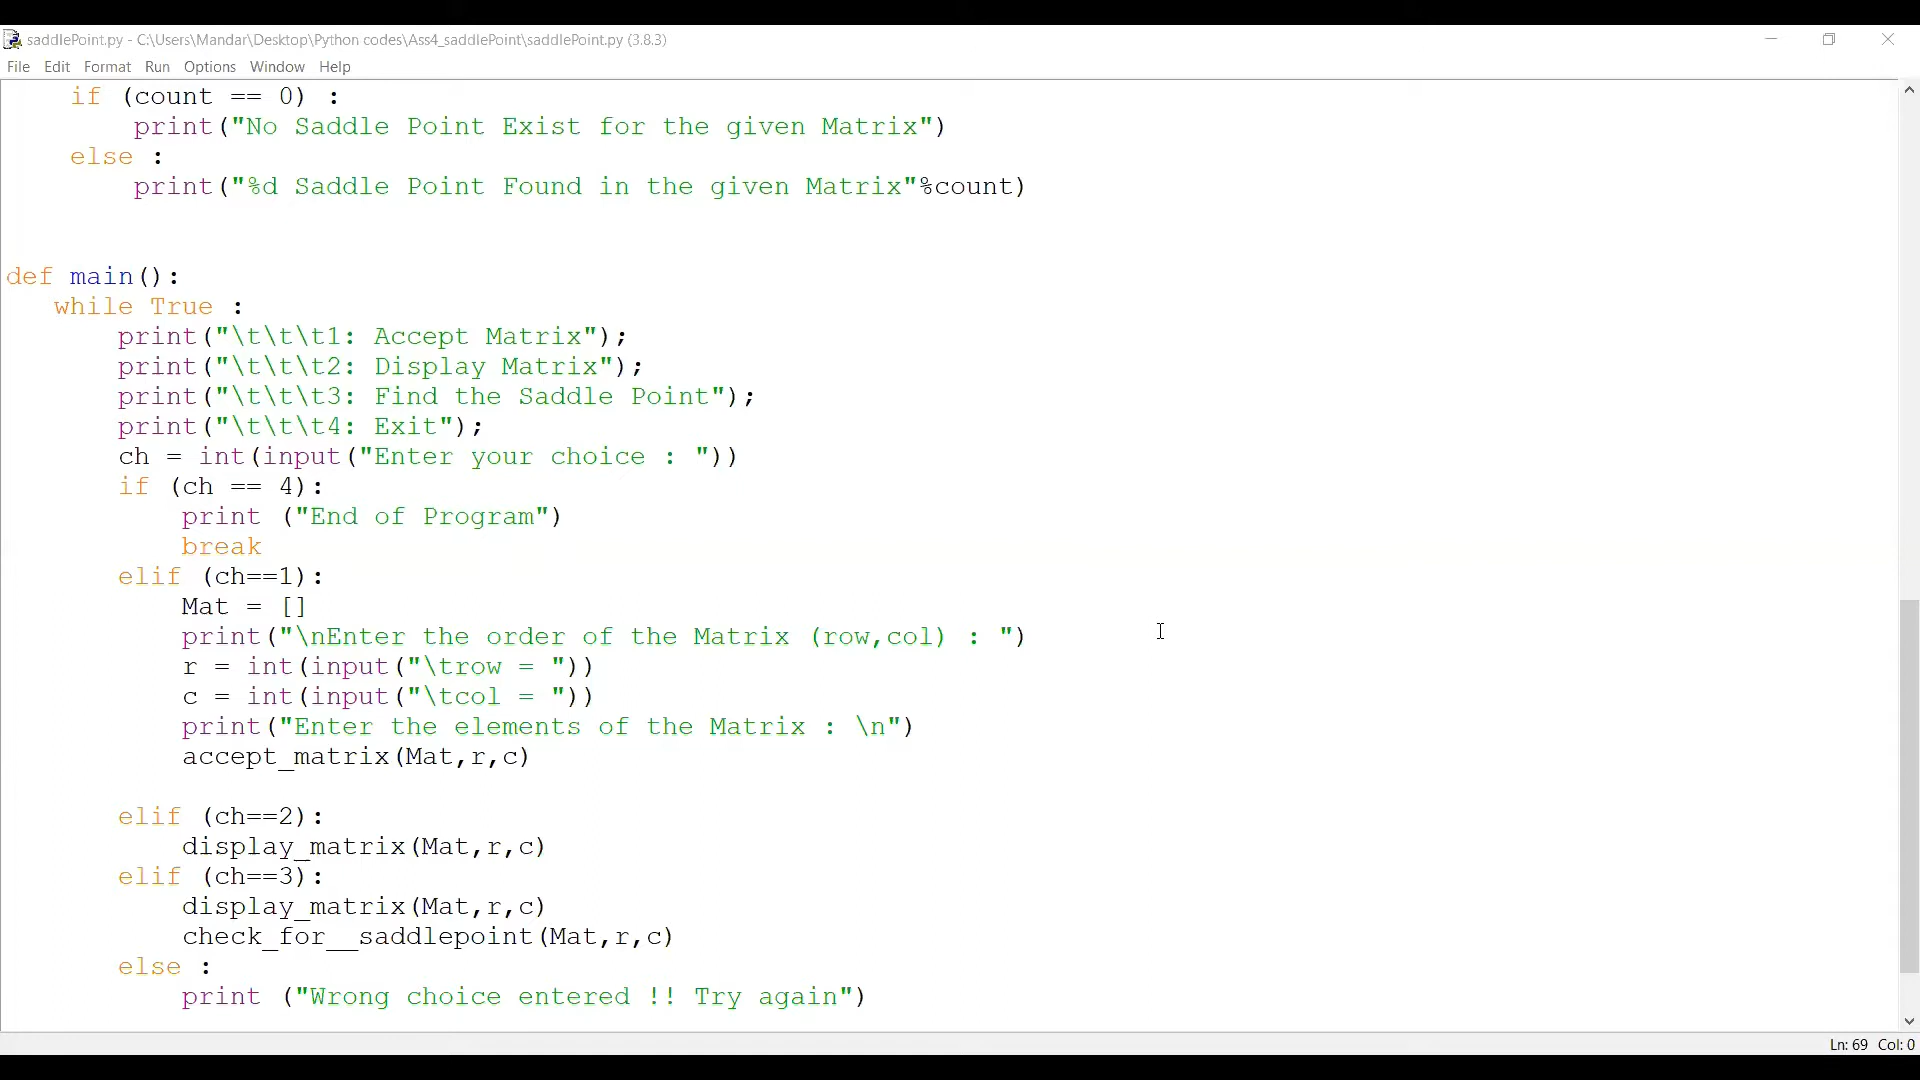 saddlePoint.py - C:\Users\Mandar\Desktop\Python codes\Ass4_saddlePoint\saddlePoint.py (3.8.3)
File Edit Format Run Options Window Help
    if (count == 0) :
        print("No Saddle Point Exist for the given Matrix")
    else :
        print("%d Saddle Point Found in the given Matrix"%count)
def main():
   while True :
       print("\t\t\t1: Accept Matrix");
       print("\t\t\t2: Display Matrix");
       print("\t\t\t3: Find the Saddle Point");
       print("\t\t\t4: Exit");
       ch = int(input("Enter your choice : "))
       if (ch == 4):
           print ("End of Program")
           break
       elif (ch==1):
           Mat = []
           print("\nEnter the order of the Matrix (row,col) : ")
           r = int(input("\trow = "))
           c = int(input("\tcol = "))
           print("Enter the elements of the Matrix : \n")
           accept_matrix(Mat,r,c)
       elif (ch==2):
           display_matrix(Mat,r,c)
       elif (ch==3):
           display_matrix(Mat,r,c)
           check_for__saddlepoint(Mat,r,c)
       else :
           print ("Wrong choice entered !! Try again")
Ln: 69 Col: 0